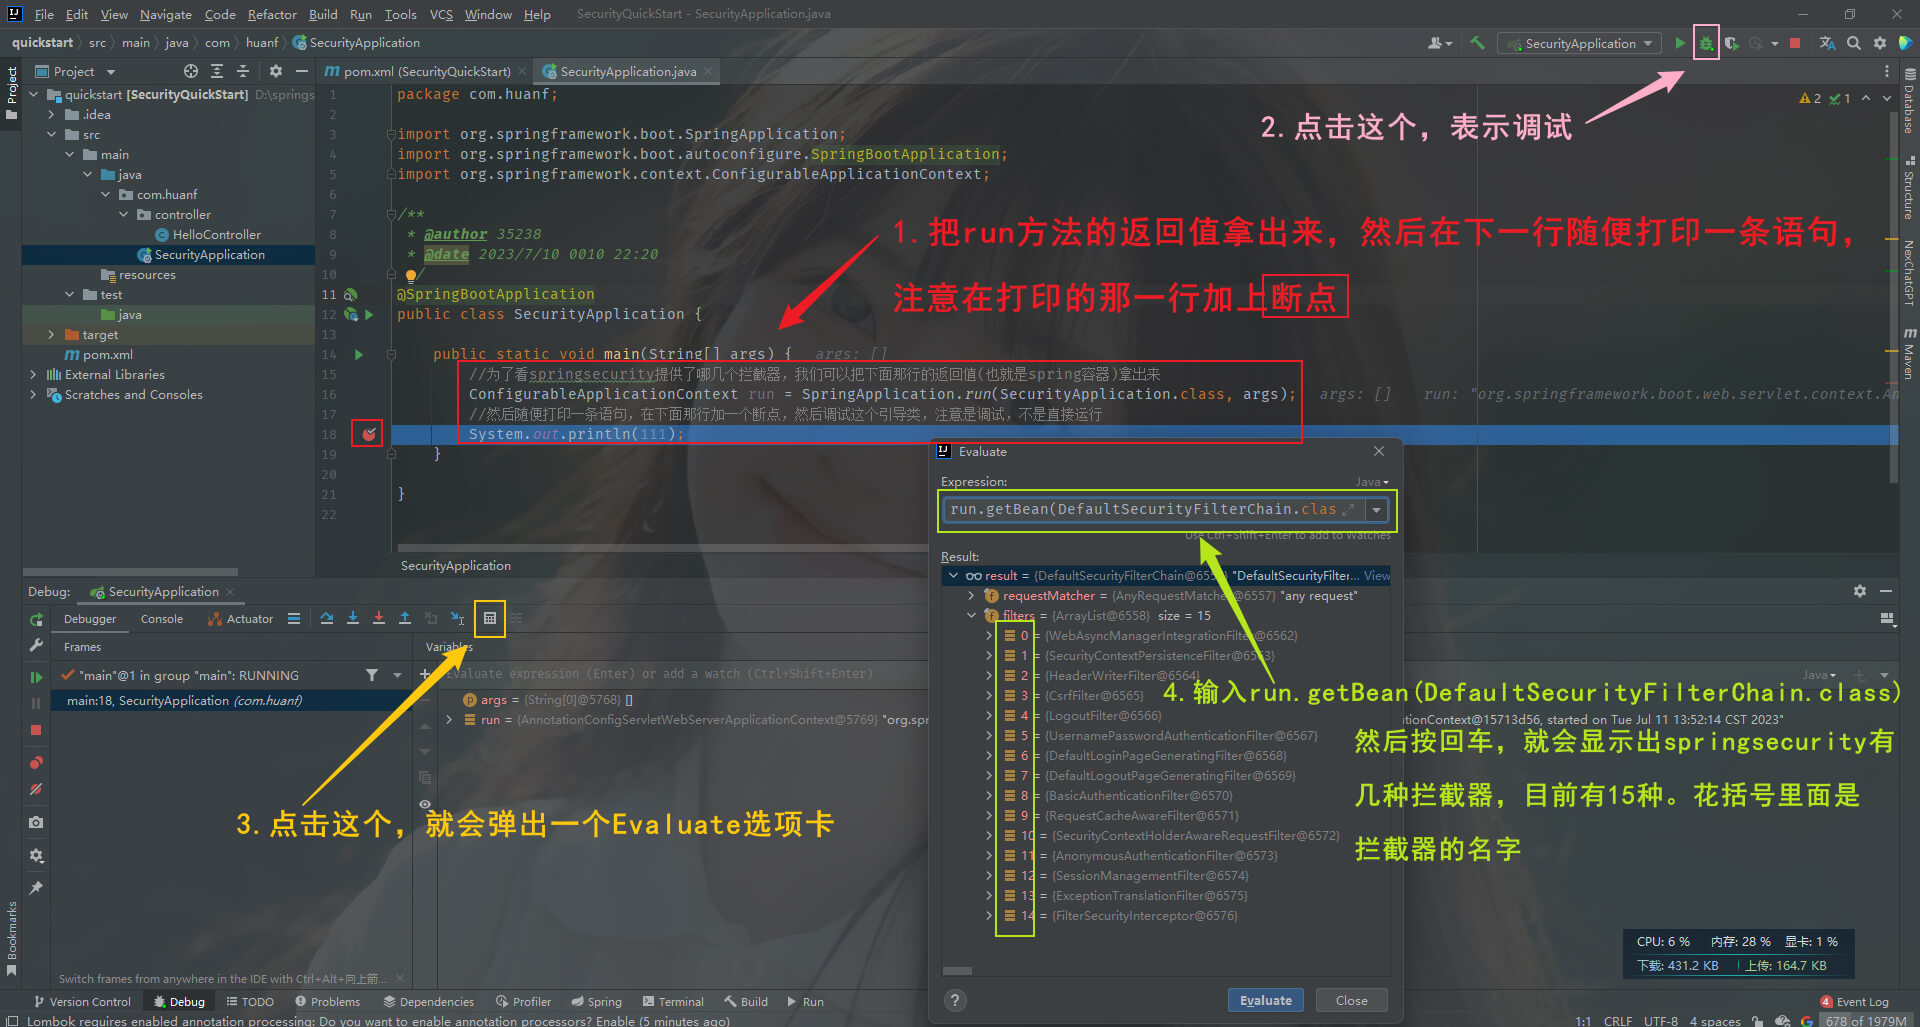 File Edit View Navigate Code Refactor Build Run Tools VCS Window Help SecurityQuickStart - SecurityApplication.java
quickstart src main java com huanf SecurityApplication
SecurityApplication
Project
pom.xml (SecurityQuickStart) SecurityApplication.java
quickstart [SecurityQuickStart] D:\springs
.idea
src
main
java
com.huanf
controller
HelloController
SecurityApplication
resources
test
java
target
pom.xml
External Libraries
Scratches and Consoles
Project
Bookmarks
Database
Structure
NexChatGPT
Maven
2 1
1 package com.huanf;
2
3 import org.springframework.boot.SpringApplication;
4 import org.springframework.boot.autoconfigure.SpringBootApplication;
5 import org.springframework.context.ConfigurableApplicationContext;
6
7 /**
8 * @author 35238
9 * @date 2023/7/10 0010 22:20
10 */
11 @SpringBootApplication
12 public class SecurityApplication {
13
14 public static void main(String[] args) { args: []
15 //为了看springsecurity提供了哪几个拦截器，我们可以把下面那行的返回值(也就是spring容器)拿出来
16 ConfigurableApplicationContext run = SpringApplication.run(SecurityApplication.class, args); args: [] run: "org.springframework.boot.web.servlet.context.An
17 //然后随便打印一条语句，在下面那行加一个断点，然后调试这个引导类，注意是调试，不是直接运行
18 System.out.println(111);
19 }
20
21 }
22
SecurityApplication
2.点击这个，表示调试
1.把run方法的返回值拿出来，然后在下一行随便打印一条语句，
注意在打印的那一行加上断点
Debug: SecurityApplication
Debugger Console Actuator
Frames
Variables
"main"@1 in group "main": RUNNING
main:18, SecurityApplication (com.huanf)
Evaluate expression (Enter) or add a watch (Ctrl+Shift+Enter)
Java
args = {String[0]@5768} []
run = {AnnotationConfigServletWebServerApplicationContext@5769} "org.spr
ationContext@15713d56, started on Tue Jul 11 13:52:14 CST 2023"
3.点击这个，就会弹出一个Evaluate选项卡
Evaluate
Expression: Java
run.getBean(DefaultSecurityFilterChain.clas
Use Ctrl+Shift+Enter to add to Watches
Result:
result = {DefaultSecurityFilterChain@655 "DefaultSecurityFilter... View
requestMatcher = {AnyRequestMatcher@6557} "any request"
filters = {ArrayList@6558} size = 15
0 = {WebAsyncManagerIntegrationFilter@6562}
1 = {SecurityContextPersistenceFilter@6563}
2 = {HeaderWriterFilter@6564}
3 = {CsrfFilter@6565}
4 = {LogoutFilter@6566}
5 = {UsernamePasswordAuthenticationFilter@6567}
6 = {DefaultLoginPageGeneratingFilter@6568}
7 = {DefaultLogoutPageGeneratingFilter@6569}
8 = {BasicAuthenticationFilter@6570}
9 = {RequestCacheAwareFilter@6571}
10 = {SecurityContextHolderAwareRequestFilter@6572}
11 = {AnonymousAuthenticationFilter@6573}
12 = {SessionManagementFilter@6574}
13 = {ExceptionTranslationFilter@6575}
14 = {FilterSecurityInterceptor@6576}
Evaluate Close
4.输入run.getBean(DefaultSecurityFilterChain.class)
然后按回车，就会显示出springsecurity有
几种拦截器，目前有15种。花括号里面是
拦截器的名字
CPU: 6 % 内存: 28 % 显卡: 1 %
下载: 431.2 KB 上传: 164.7 KB
Switch frames from anywhere in the IDE with Ctrl+Alt+向上箭...
Version Control Debug TODO Problems Dependencies Profiler Spring Terminal Build Run 4 Event Log
Lombok requires enabled annotation processing: Do you want to enable annotation processors? Enable (5 minutes ago) 1:1 CRLF UTF-8 4 spaces 678 of 1979M